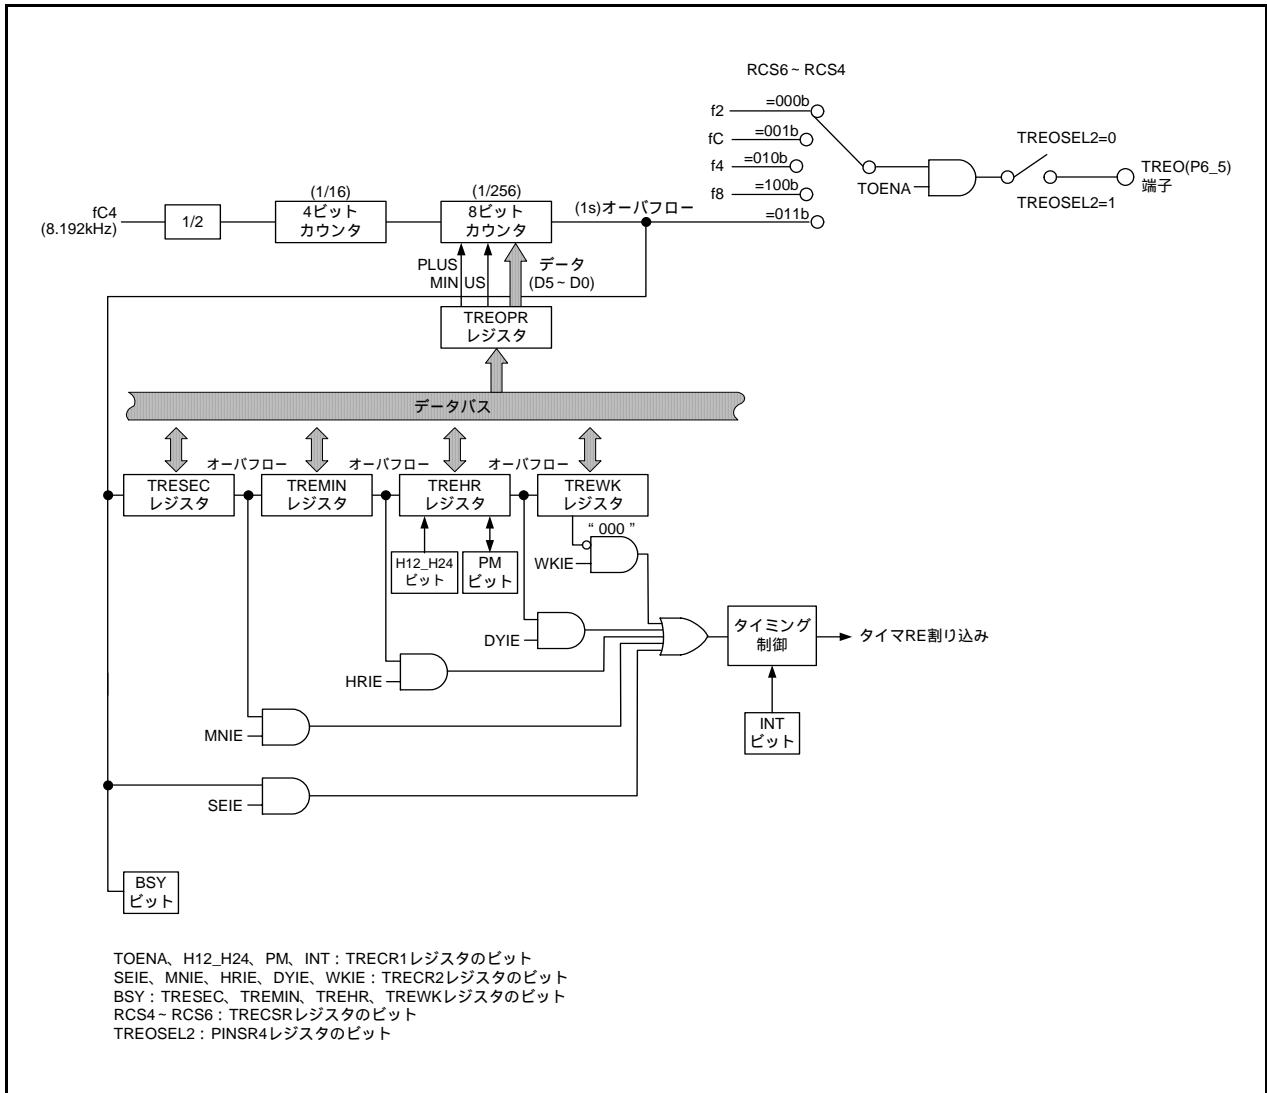 RCS6~RCS4
f2
=000b
fC
=001b
f4
=010b
f8
=100b
=011b
TOENA
TREOSEL2=0
TREOSEL2=1
TREO(P6_5)
端子
fC4
(8.192kHz)
1/2
(1/16)
4ビット
カウンタ
(1/256)
8ビット
カウンタ
(1s)オーバフロー
PLUS
MINUS
データ
(D5~D0)
TREOPR
レジスタ
データバス
オーバフロー
オーバフロー
オーバフロー
TRESEC
レジスタ
TREMIN
レジスタ
TREHR
レジスタ
TREWK
レジスタ
H12_H24
ビット
PM
ビット
“000”
WKIE
DYIE
HRIE
MNIE
SEIE
タイミング
制御
タイマRE割り込み
INT
ビット
BSY
ビット
TOENA、H12_H24、PM、INT:TRECR1レジスタのビット
SEIE、MNIE、HRIE、DYIE、WKIE:TRECR2レジスタのビット
BSY:TRESEC、TREMIN、TREHR、TREWKレジスタのビット
RCS4~RCS6:TRECSRレジスタのビット
TREOSEL2:PINSR4レジスタのビット